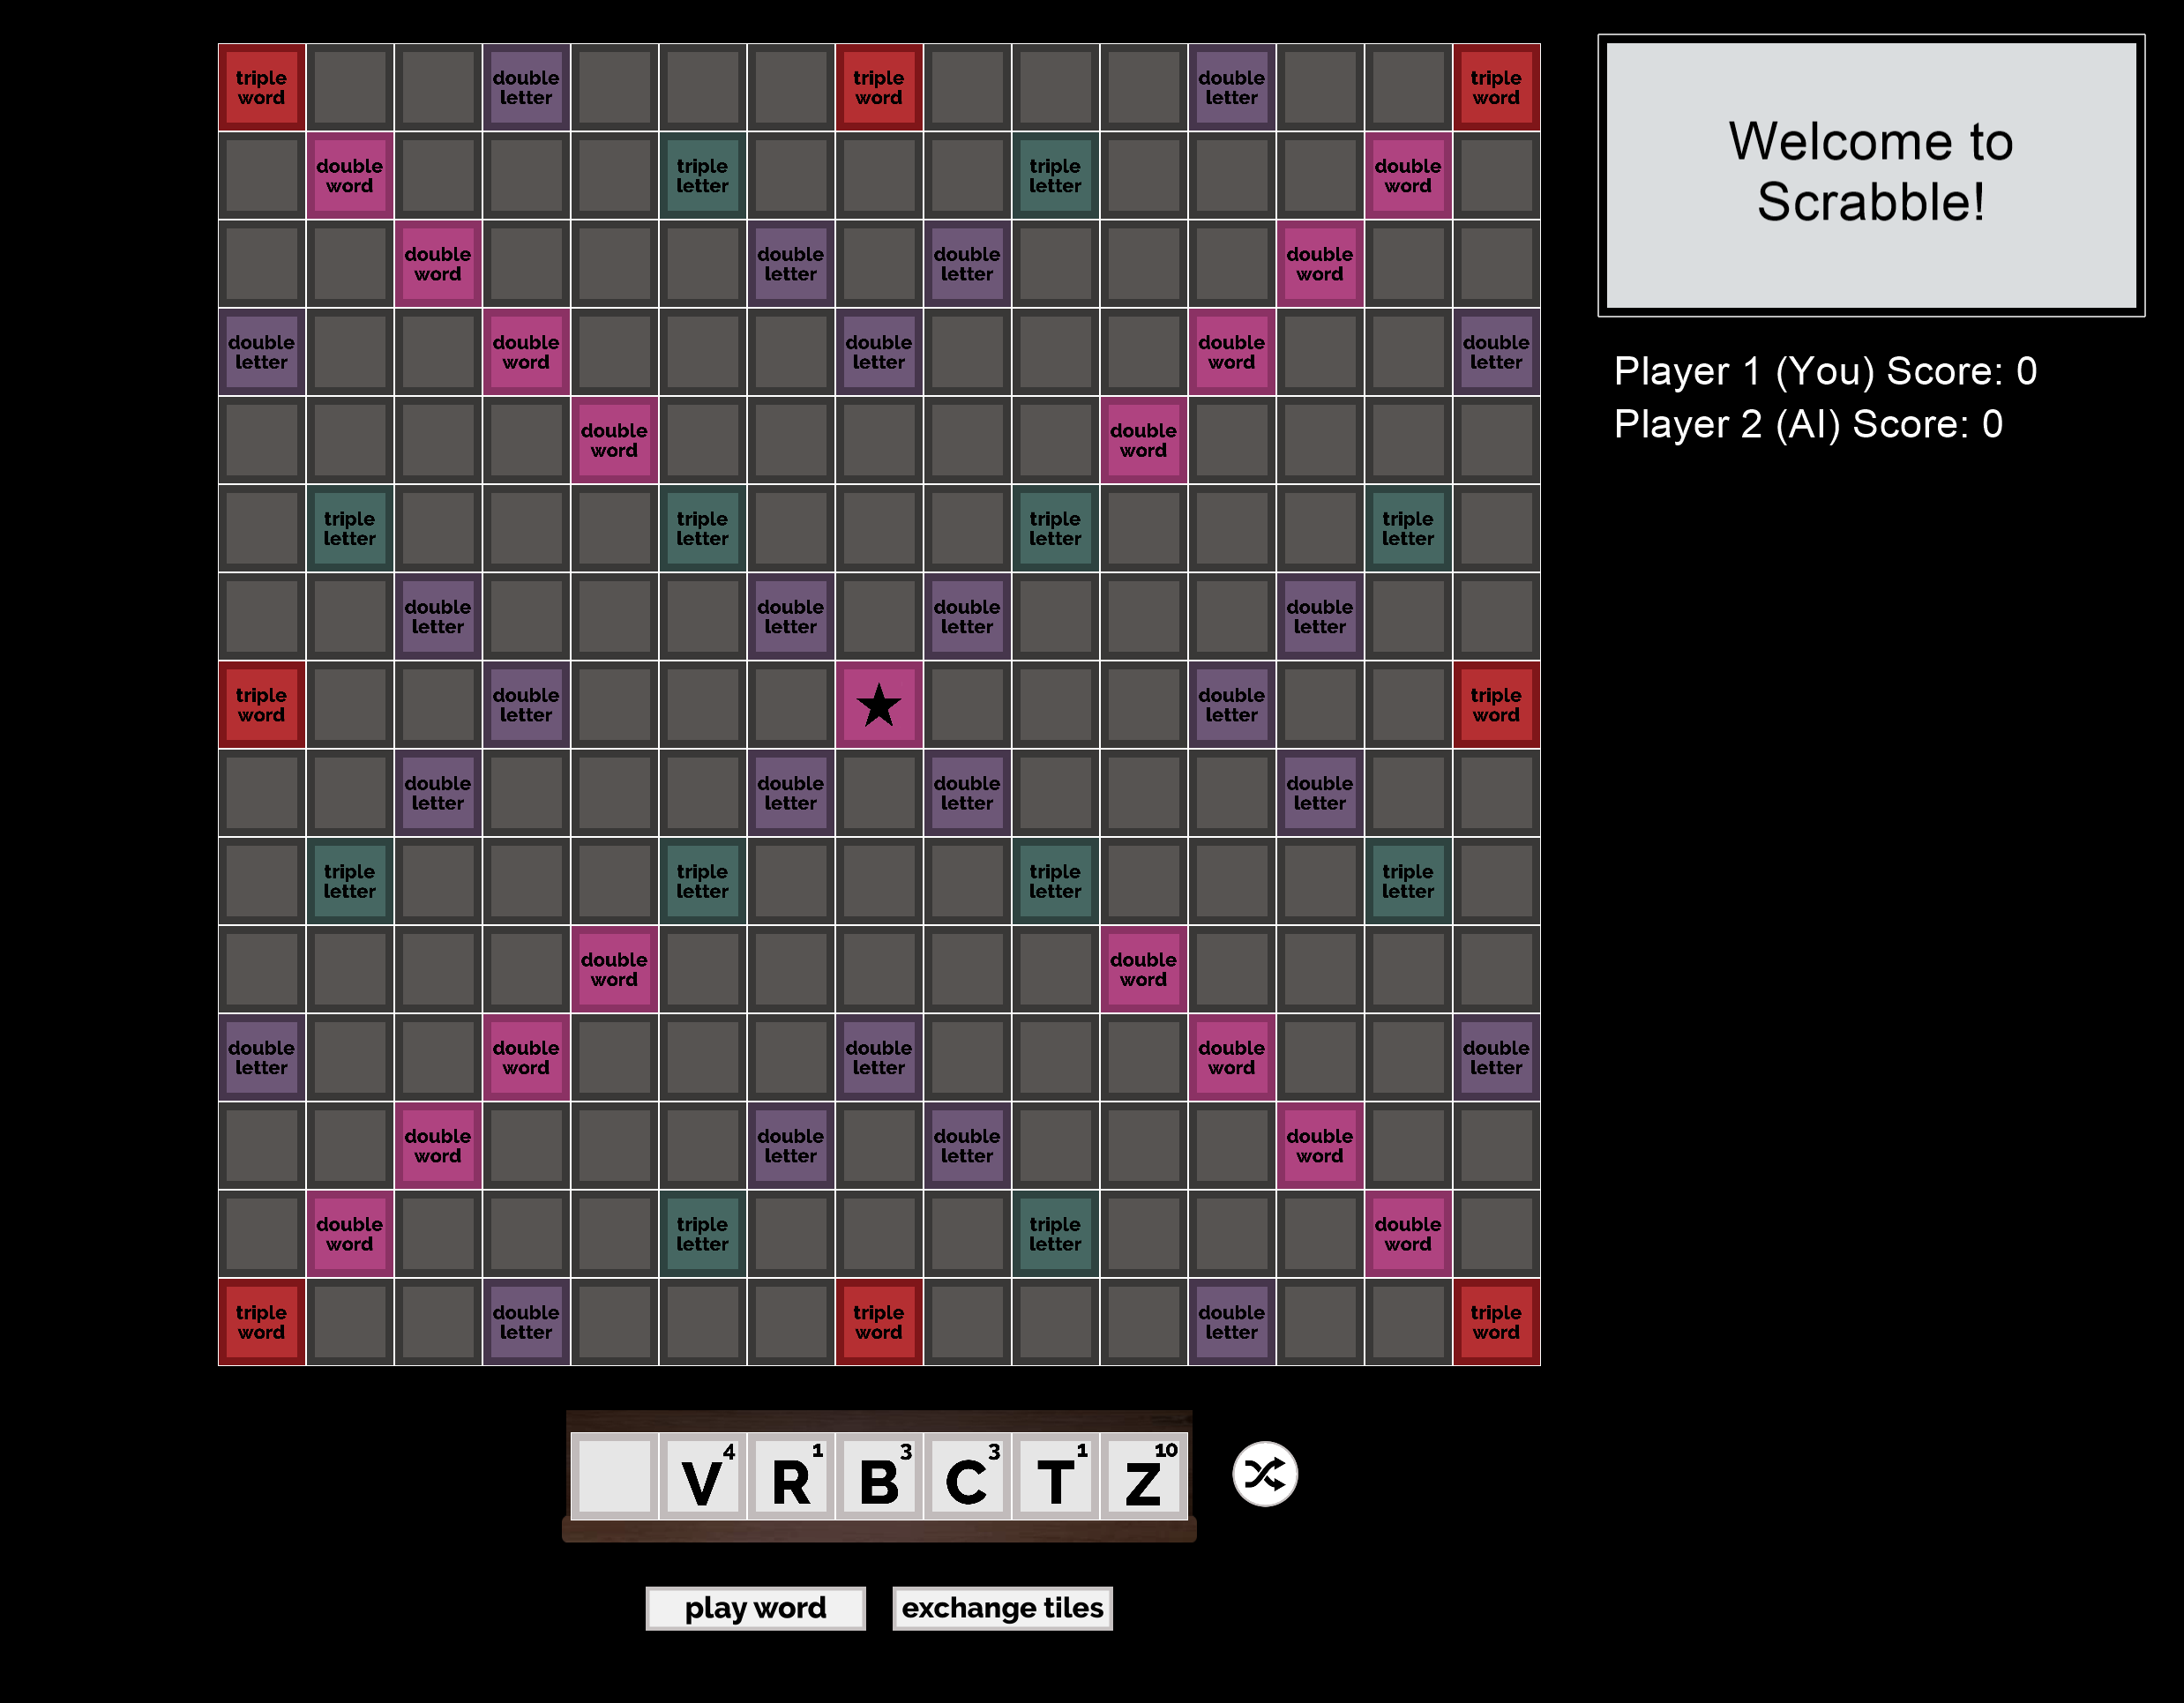 triple word double letter triple word double letter triple word
double word triple letter triple letter double word
double word double letter double letter double word
double letter double word double letter double word double letter
double word double word
triple letter triple letter triple letter triple letter
double letter double letter double letter double letter
triple word double letter double letter triple word
double letter double letter double letter double letter
triple letter triple letter triple letter triple letter
double word double word
double letter double word double letter double word double letter
double word double letter double letter double word
double word triple letter triple letter double word
triple word double letter triple word double letter triple word
V 4 R 1 B 3 C 3 T 1 Z 10
play word exchange tiles
Welcome to
Scrabble!
Player 1 (You) Score: 0
Player 2 (AI) Score: 0